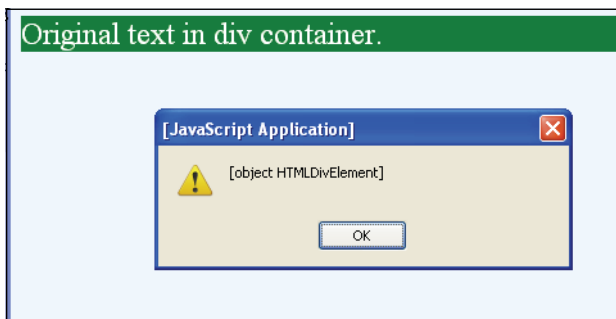 Original text in div container.
[JavaScript Application]
[object HTMLDivElement]
OK